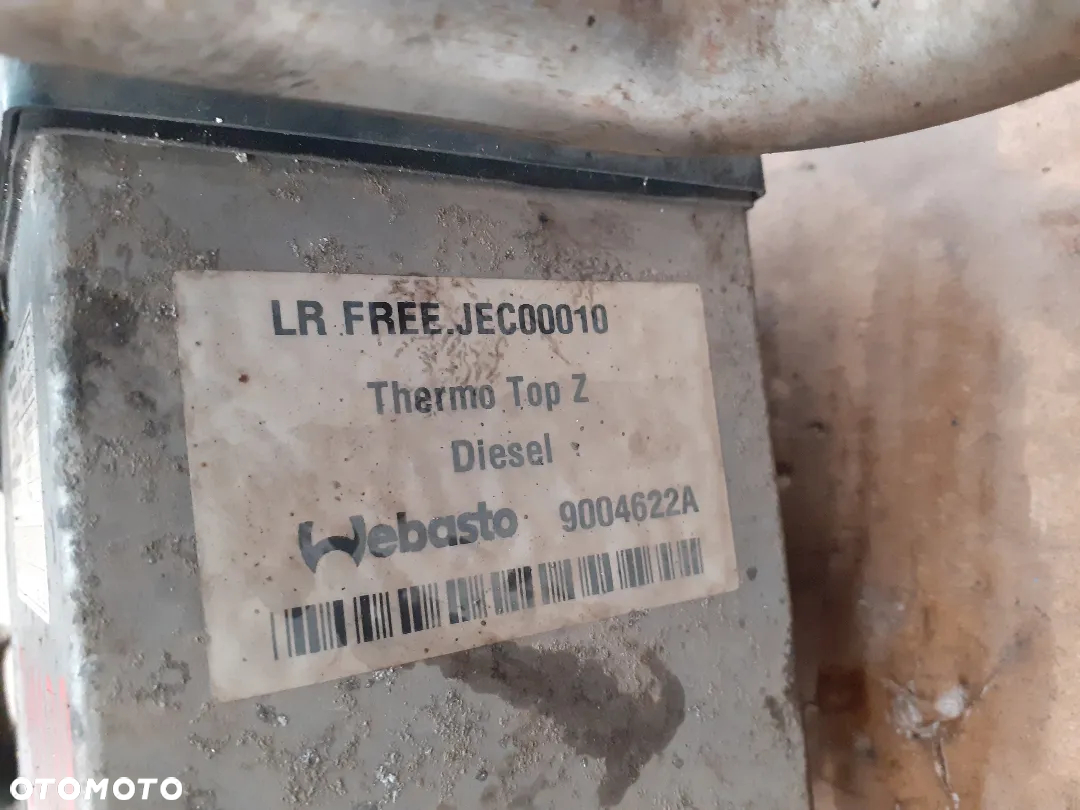 LR FREE.JEC00010
Thermo Top Z
Diesel
Webasto 9004622A
OTOMOTO